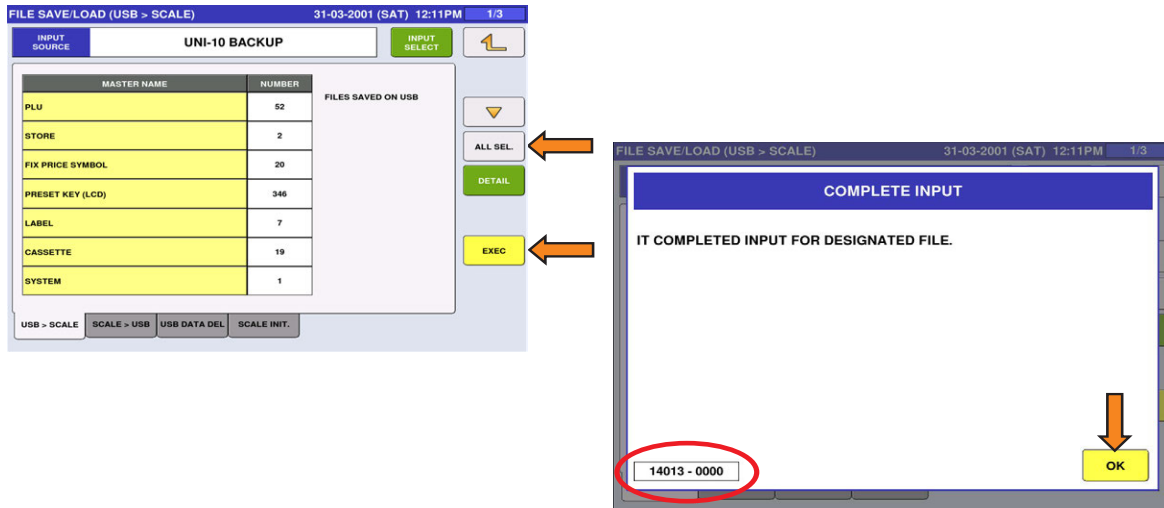 FILE SAVE/LOAD (USB > SCALE) 31-03-2001 (SAT) 12:11PM 1/3
INPUT
SOURCE
UNI-10 BACKUP
INPUT
SELECT
MASTER NAME NUMBER
FILES SAVED ON USB
PLU 52
STORE 2
ALL SEL.
FIX PRICE SYMBOL 20
DETAIL
PRESET KEY (LCD) 346
LABEL 7
CASSETTE 19
EXEC
SYSTEM 1
USB > SCALE SCALE > USB USB DATA DEL SCALE INIT.
FILE SAVE/LOAD (USB > SCALE) 31-03-2001 (SAT) 12:11PM 1/3
COMPLETE INPUT
IT COMPLETED INPUT FOR DESIGNATED FILE.
14013 - 0000
OK